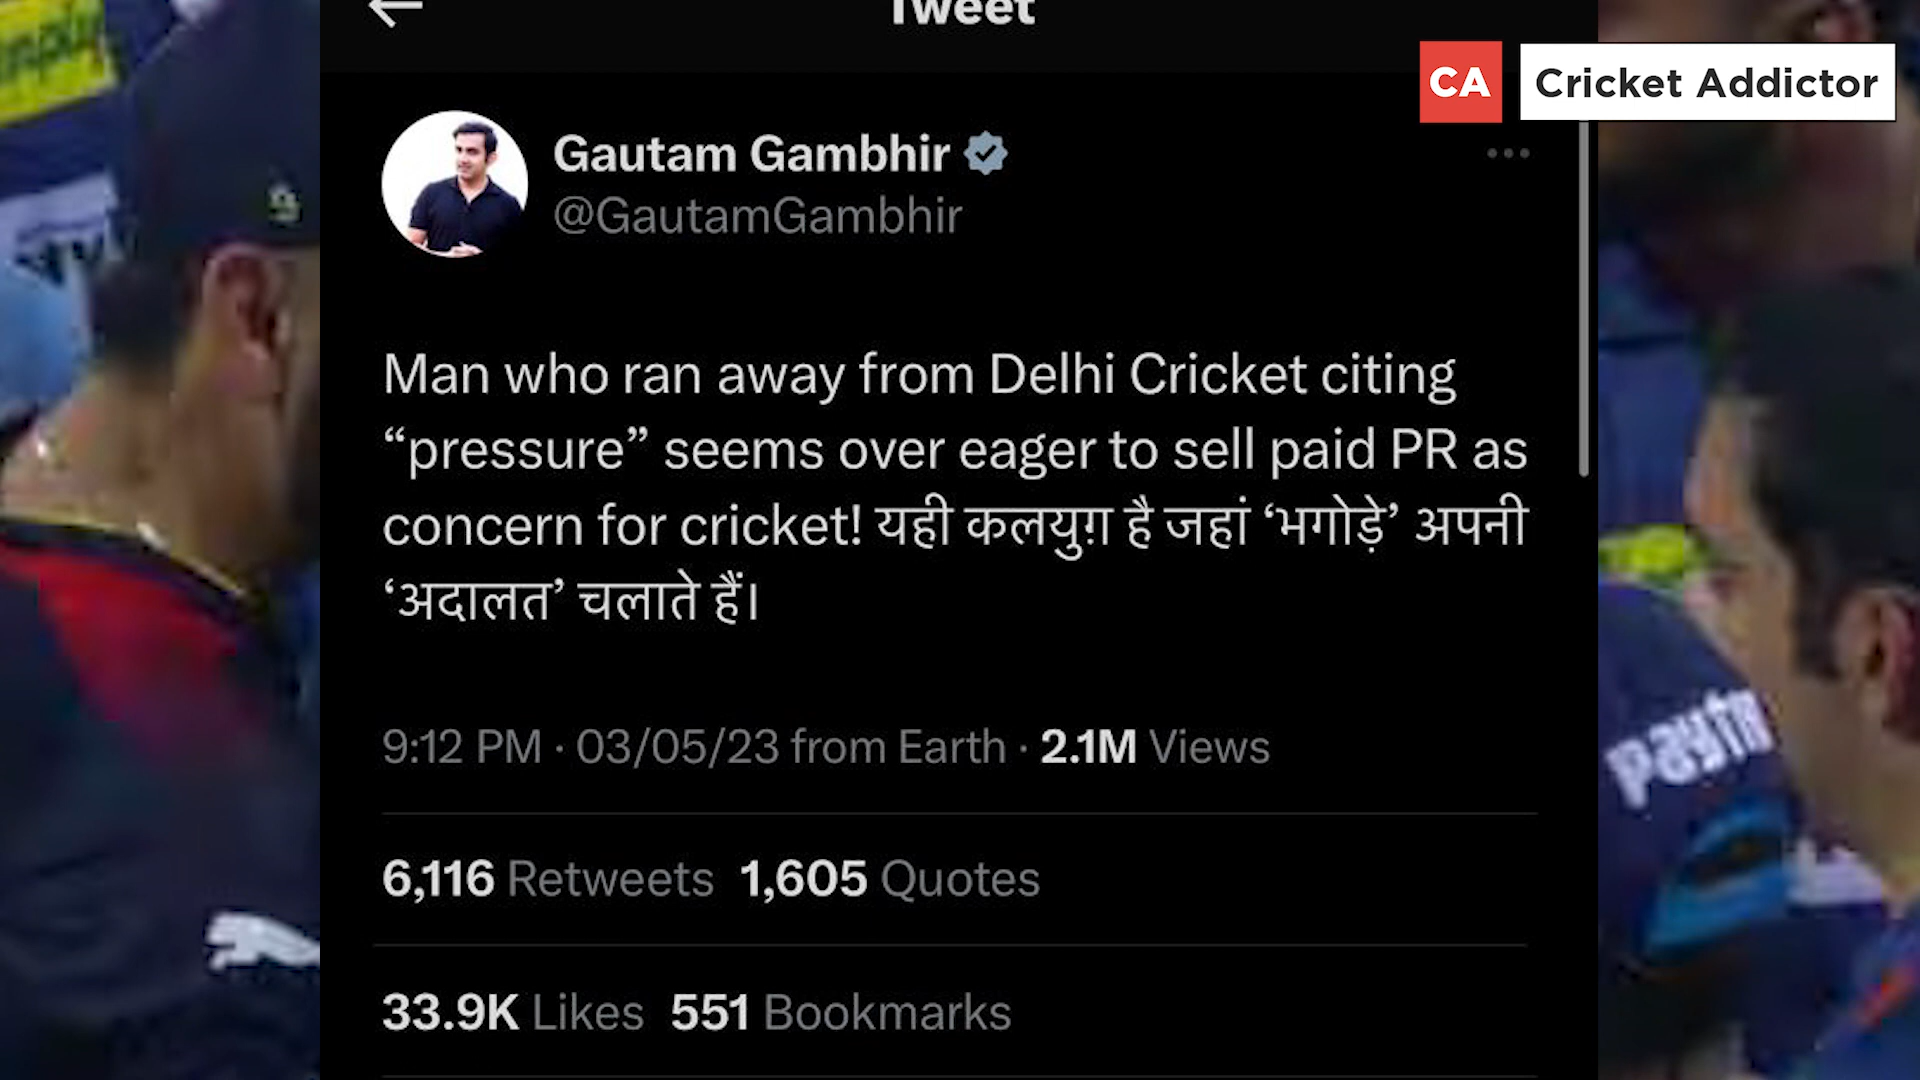 Tweet
CA Cricket Addictor
Gautam Gambhir
@GautamGambhir
Man who ran away from Delhi Cricket citing
“pressure” seems over eager to sell paid PR as
concern for cricket! यही कलयुग़ है जहां ‘भगोड़े’ अपनी
‘अदालत’ चलाते हैं।
9:12 PM · 03/05/23 from Earth · 2.1M Views
6,116 Retweets 1,605 Quotes
33.9K Likes 551 Bookmarks
paytm